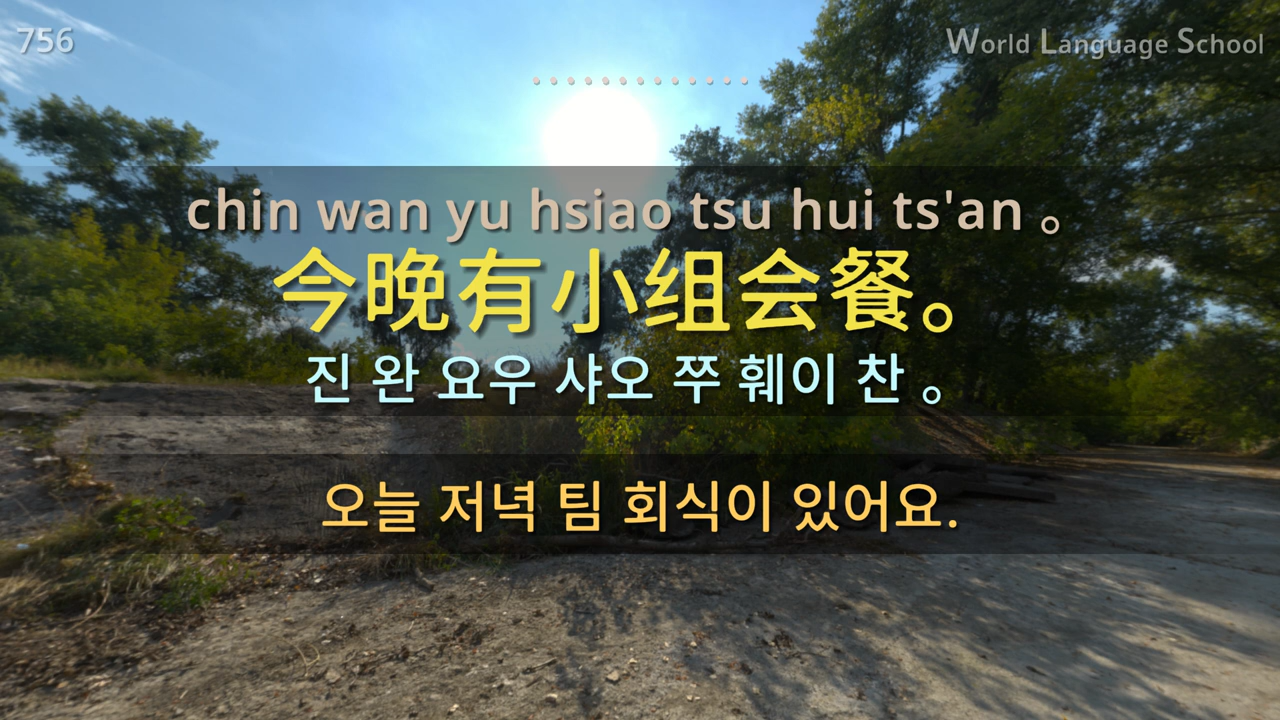 756
World Language School
chin wan yu hsiao tsu hui ts'an 。
今晚有小组会餐。
진 완 요우 샤오 쭈 훼이 찬 。
오늘 저녁 팀 회식이 있어요.